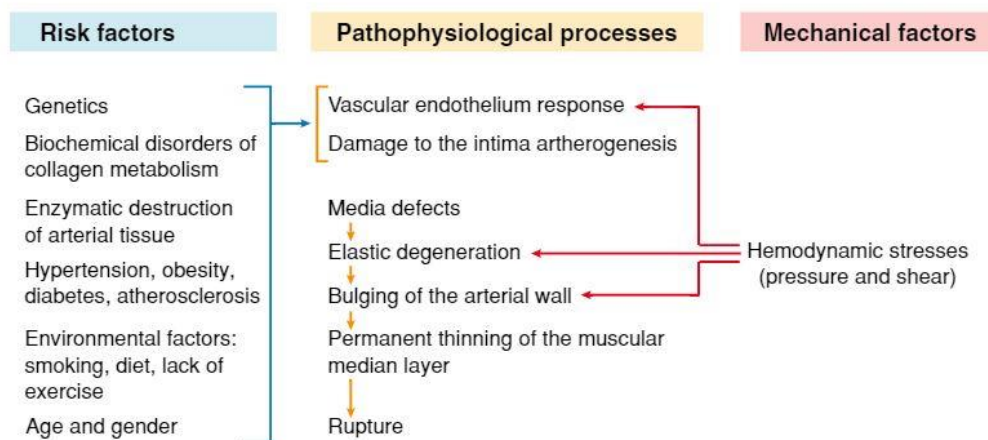 Risk factors
Pathophysiological processes
Mechanical factors
Genetics
Biochemical disorders of
collagen metabolism
Enzymatic destruction
of arterial tissue
Hypertension, obesity,
diabetes, atherosclerosis
Environmental factors:
smoking, diet, lack of
exercise
Age and gender
Vascular endothelium response
Damage to the intima artherogenesis
Media defects
Elastic degeneration
Bulging of the arterial wall
Permanent thinning of the muscular
median layer
Rupture
Hemodynamic stresses
(pressure and shear)